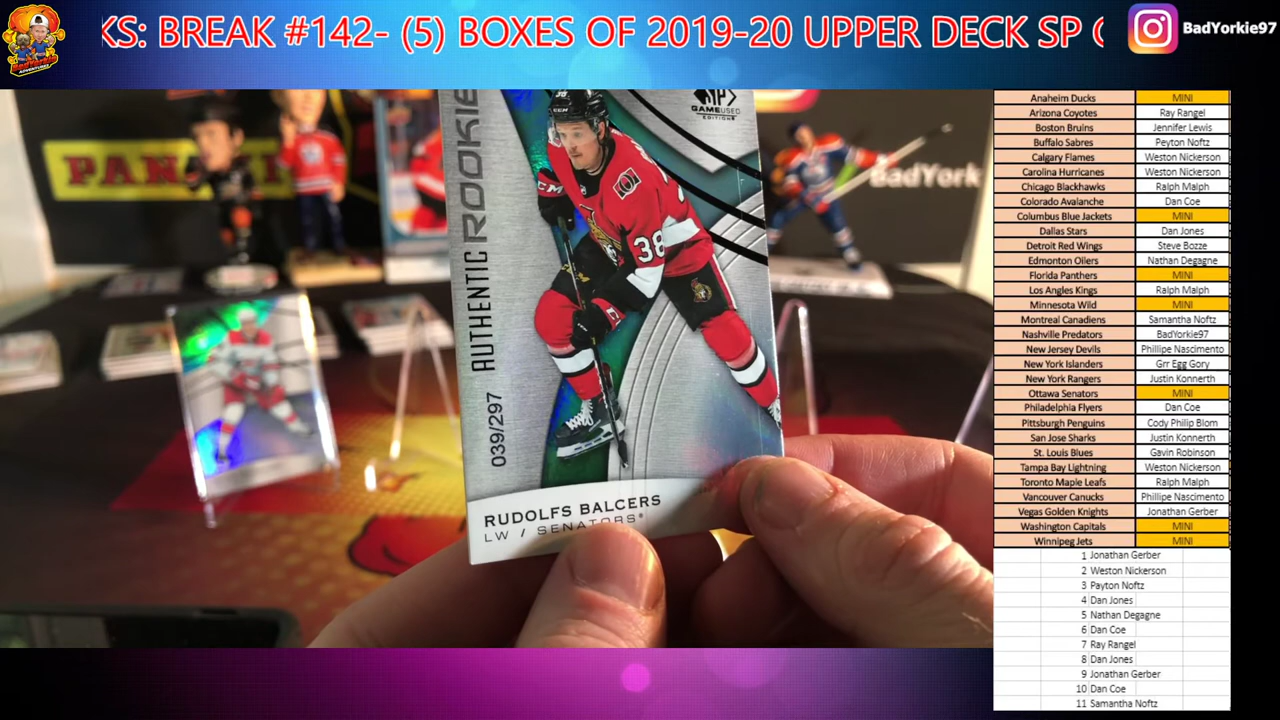 KS: BREAK #142- (5) BOXES OF 2019-20 UPPER DECK SP
BadYorkie97
PANINI
BadYork
AUTHENTIC ROOKIE
SP
GAMEUSED
EDITION
38
039/297
RUDOLFS BALCERS
LW / SENATORS
Anaheim Ducks MINI
Arizona Coyotes Ray Rangel
Boston Bruins Jennifer Lewis
Buffalo Sabres Peyton Noftz
Calgary Flames Weston Nickerson
Carolina Hurricanes Weston Nickerson
Chicago Blackhawks Ralph Malph
Colorado Avalanche Dan Coe
Columbus Blue Jackets MINI
Dallas Stars Dan Jones
Detroit Red Wings Steve Bozze
Edmonton Oilers Nathan Degagne
Florida Panthers MINI
Los Angles Kings Ralph Malph
Minnesota Wild MINI
Montreal Canadiens Samantha Noftz
Nashville Predators BadYorkie97
New Jersey Devils Phillipe Nascimento
New York Islanders Grr Egg Gory
New York Rangers Justin Konnerth
Ottawa Senators MINI
Philadelphia Flyers Dan Coe
Pittsburgh Penguins Cody Philip Blom
San Jose Sharks Justin Konnerth
St. Louis Blues Gavin Robinson
Tampa Bay Lightning Weston Nickerson
Toronto Maple Leafs Ralph Malph
Vancouver Canucks Phillipe Nascimento
Vegas Golden Knights Jonathan Gerber
Washington Capitals MINI
Winnipeg Jets MINI
1 Jonathan Gerber
2 Weston Nickerson
3 Payton Noftz
4 Dan Jones
5 Nathan Degagne
6 Dan Coe
7 Ray Rangel
8 Dan Jones
9 Jonathan Gerber
10 Dan Coe
11 Samantha Noftz